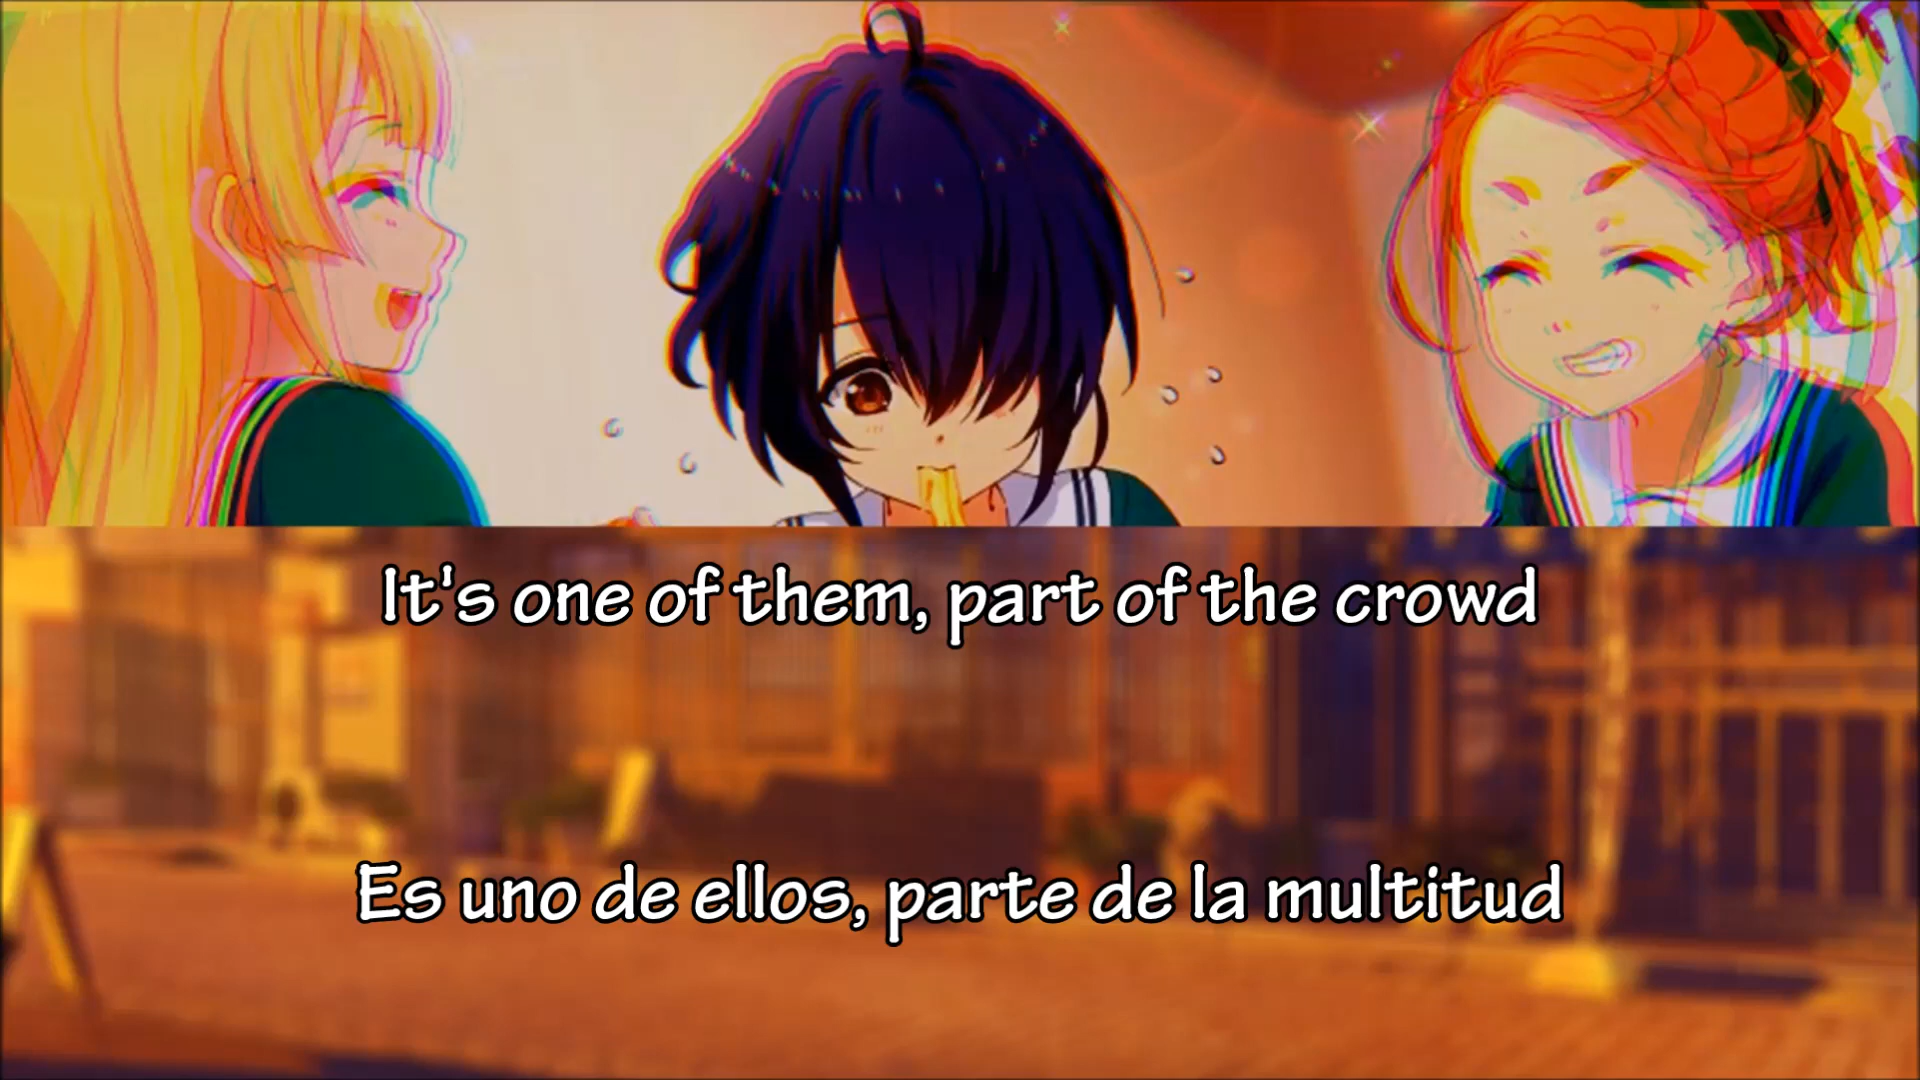 It's one of them, part of the crowd
Es uno de ellos, parte de la multitud